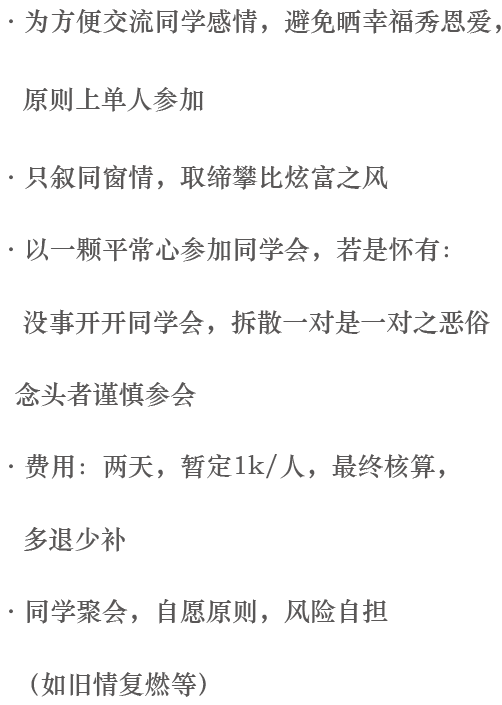 · 为方便交流同学感情，避免晒幸福秀恩爱，
原则上单人参加
· 只叙同窗情，取缔攀比炫富之风
· 以一颗平常心参加同学会，若是怀有：
没事开开同学会，拆散一对是一对之恶俗
念头者谨慎参会
· 费用：两天，暂定1k/人，最终核算，
多退少补
· 同学聚会，自愿原则，风险自担
（如旧情复燃等）